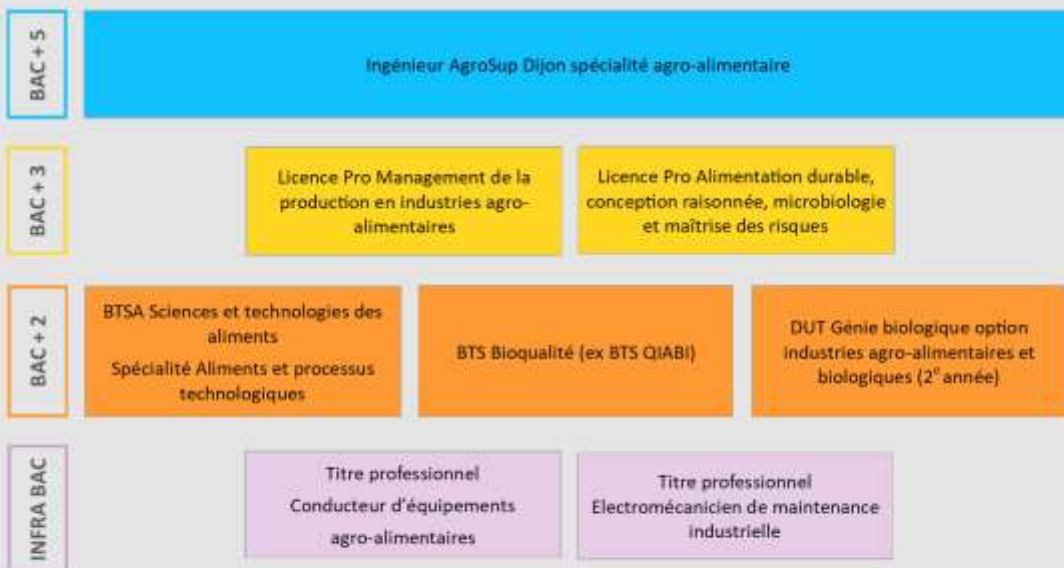 BAC + 5
Ingénieur AgroSup Dijon spécialité agro-alimentaire
BAC + 3
Licence Pro Management de la
production en industries agro-
alimentaires
Licence Pro Alimentation durable,
conception raisonnée, microbiologie
et maîtrise des risques
BAC + 2
BTSA Sciences et technologies des
aliments
Spécialité Aliments et processus
technologiques
BTS Bioqualité (ex BTS QIABI)
DUT Génie biologique option
industries agro-alimentaires et
biologiques (2e année)
INFRA BAC
Titre professionnel
Conducteur d'équipements
agro-alimentaires
Titre professionnel
Electromécanicien de maintenance
industrielle